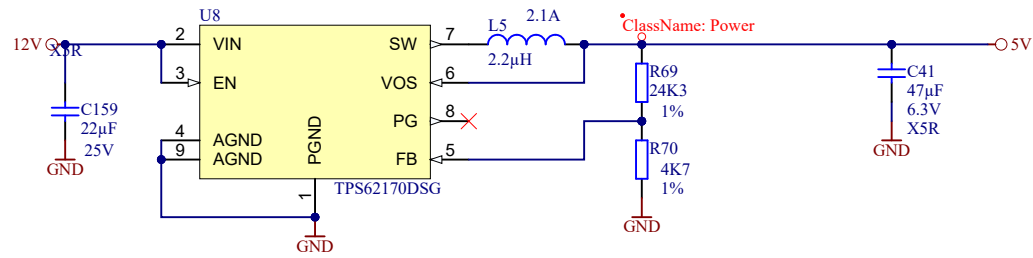 U8
L5
2.1A
ClassName: Power
12V
X5R
2
VIN
SW
7
2.2µH
5V
3
EN
VOS
6
R69
24K3
1%
C41
47µF
6.3V
X5R
C159
22µF
25V
PG
8
4
AGND
9
AGND
PGND
FB
5
R70
4K7
1%
GND
GND
1
TPS62170DSG
GND
GND